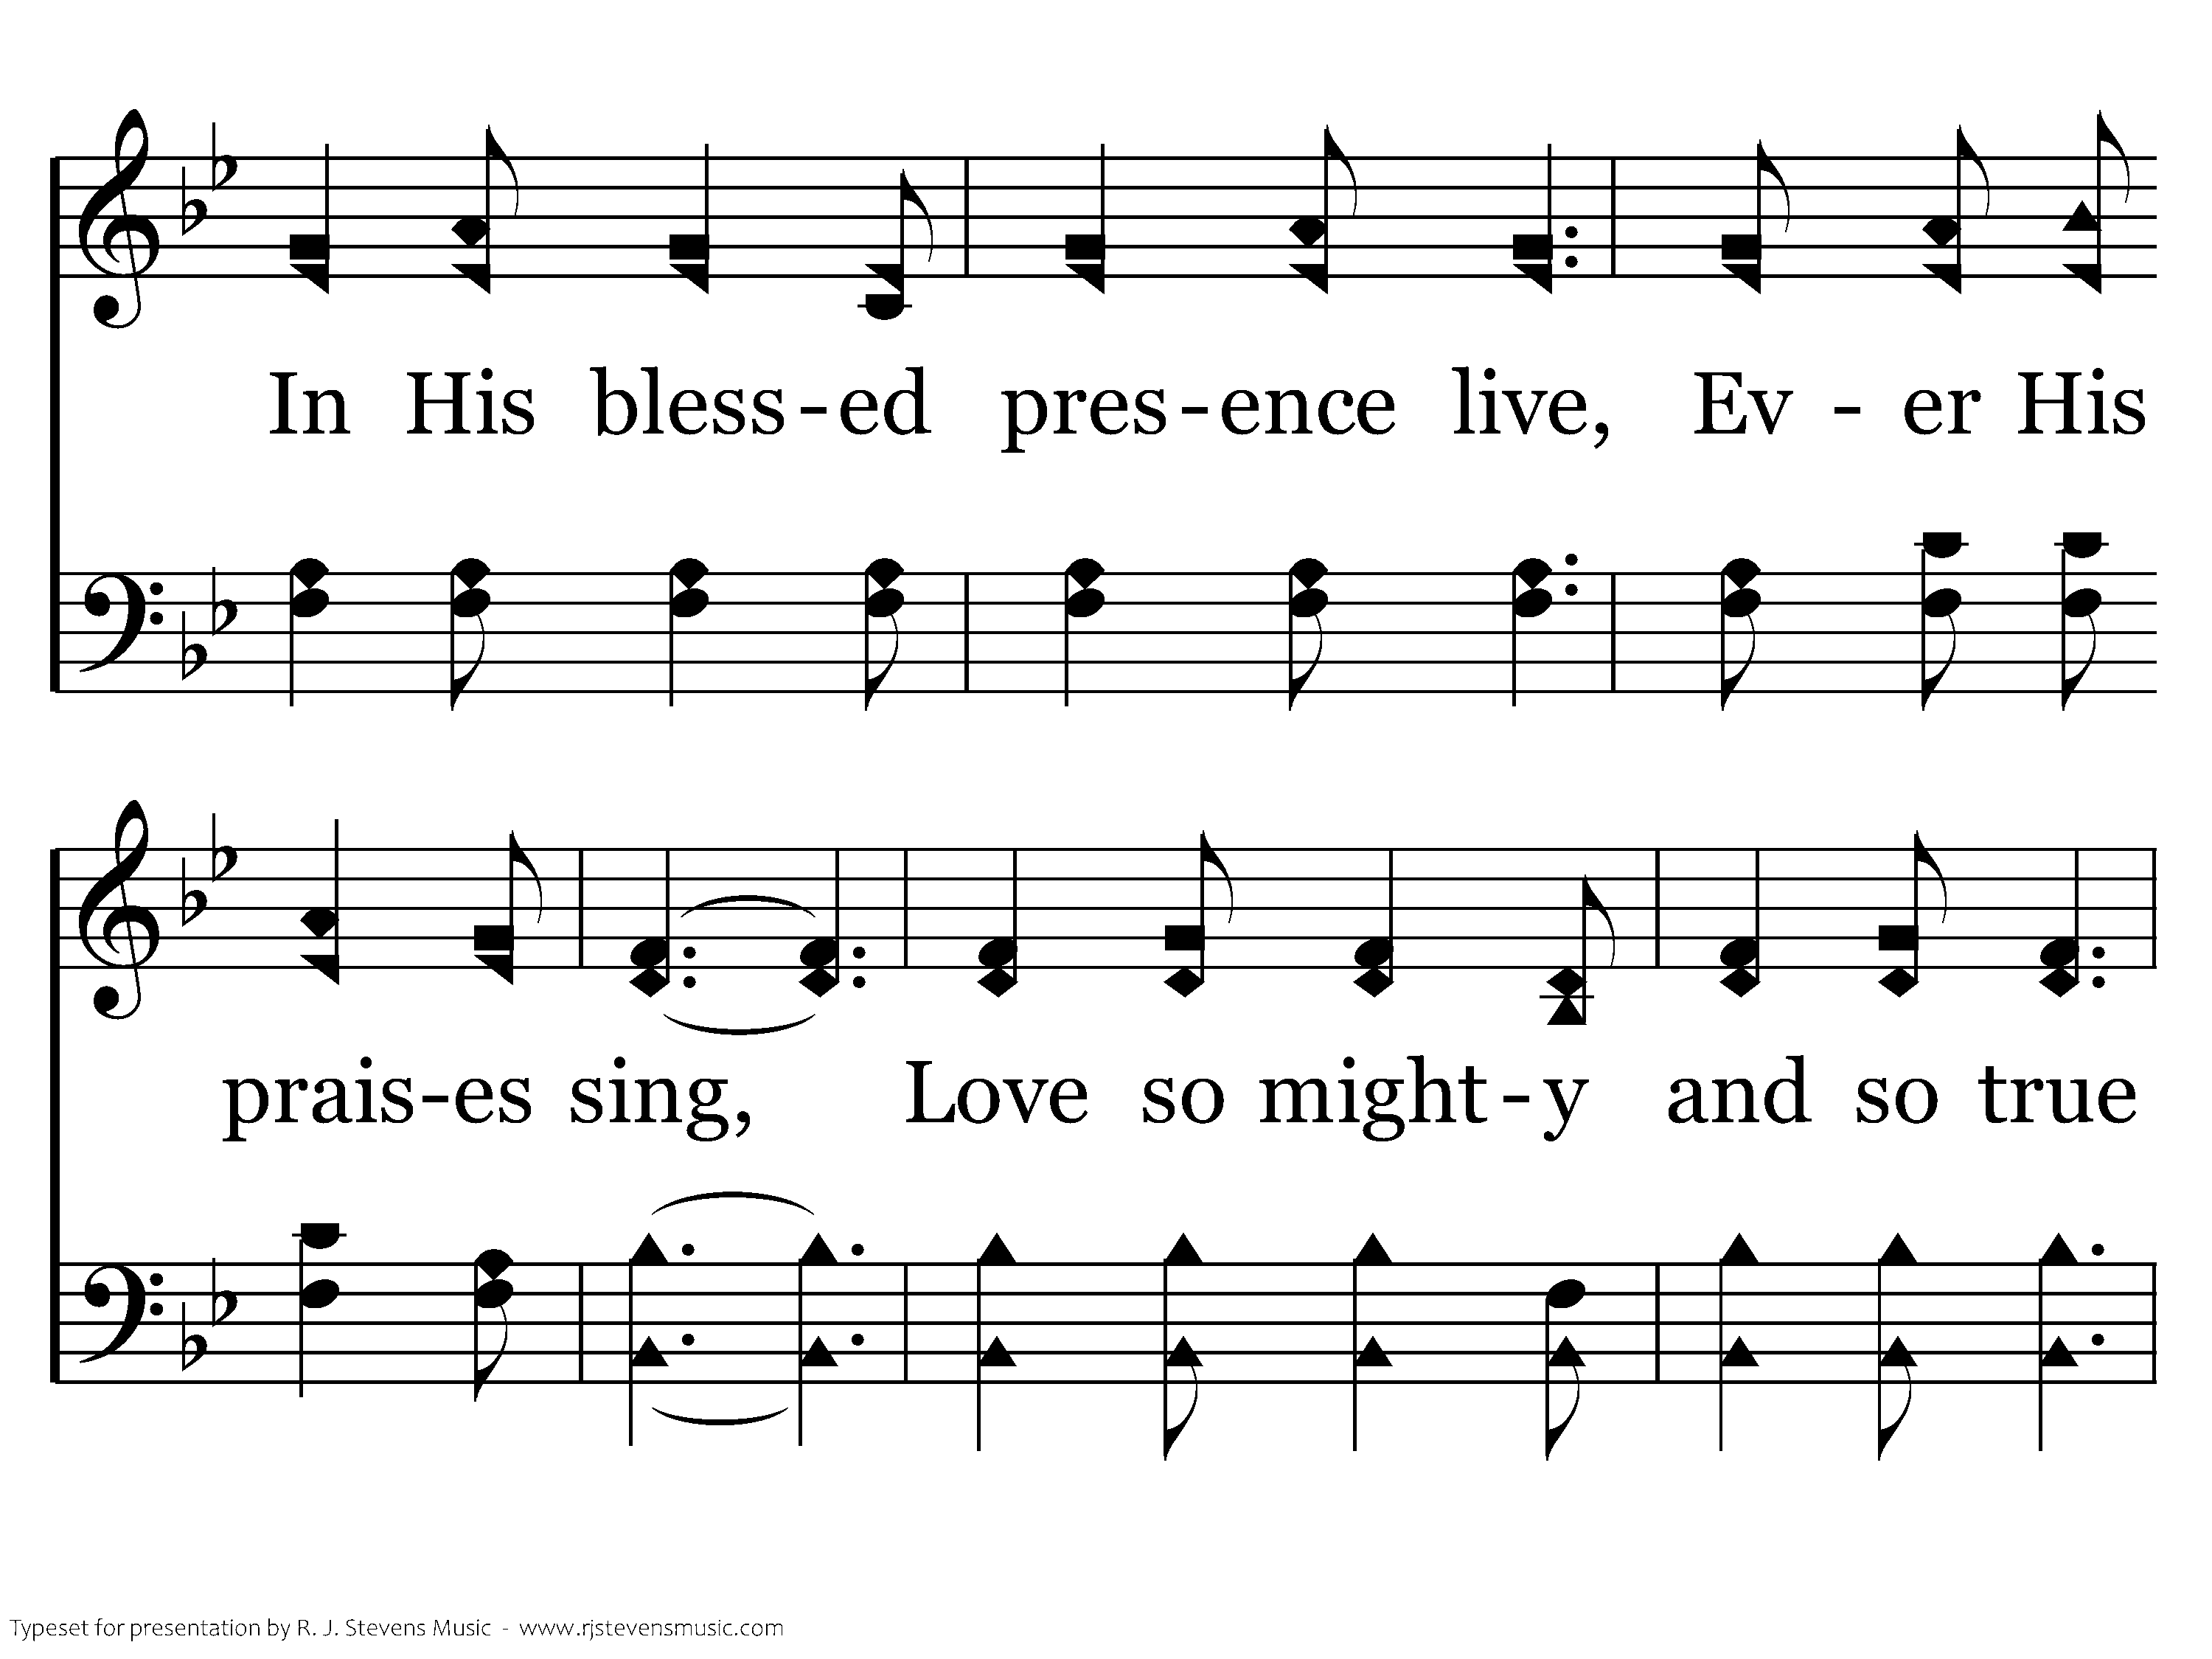 In His bless-ed pres-ence live, Ev - er His
prais-es sing, Love so might-y and so true
Typeset for presentation by R. J. Stevens Music - www.rjstevensmusic.com